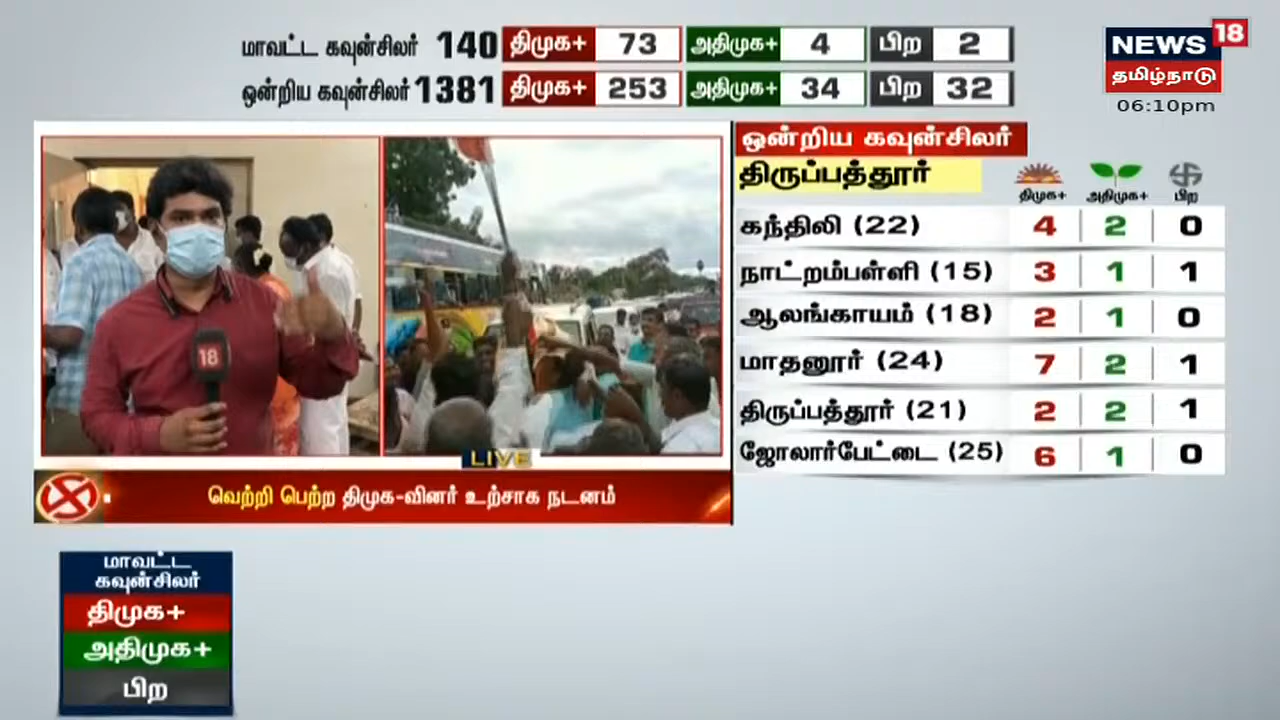 மாவட்ட கவுன்சிலர் 140 திமுக+ 73 அதிமுக+ 4 பிற 2
ஒன்றிய கவுன்சிலர் 1381 திமுக+ 253 அதிமுக+ 34 பிற 32
NEWS 18
தமிழ்நாடு
06:10pm
ஒன்றிய கவுன்சிலர்
திருப்பத்தூர்
திமுக+ அதிமுக+ பிற
கந்திலி (22) 4 2 0
நாட்றம்பள்ளி (15) 3 1 1
ஆலங்காயம் (18) 2 1 0
மாதனூர் (24) 7 2 1
திருப்பத்தூர் (21) 2 2 1
ஜோலார்பேட்டை (25) 6 1 0
18
LIVE
வெற்றி பெற்ற திமுக-வினர் உற்சாக நடனம்
மாவட்ட
கவுன்சிலர்
திமுக+
அதிமுக+
பிற